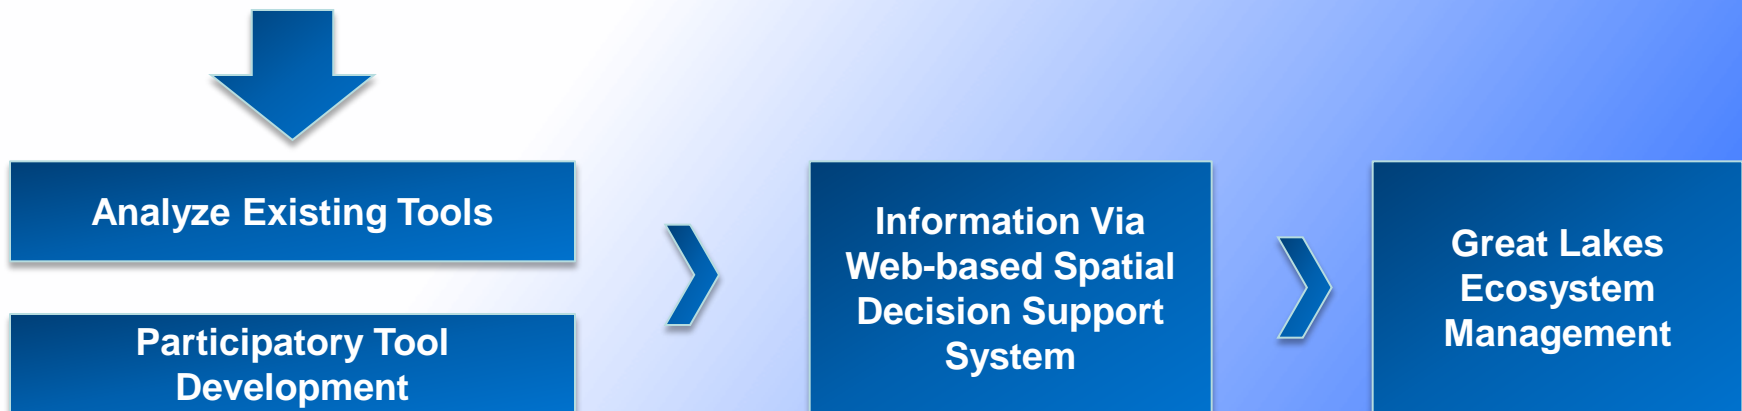 Analyze Existing Tools
Participatory Tool
Development
Information Via
Web-based Spatial
Decision Support
System
Great Lakes
Ecosystem
Management